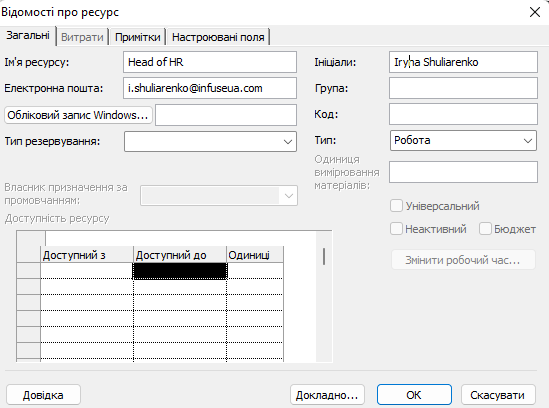 Відомості про ресурс
Загальні Витрати Примітки Настроювані поля
Ім'я ресурсу: Head of HR Ініціали: Iryna Shuliarenko
Електронна пошта: i.shuliarenko@infuseua.com Група:
Обліковий запис Windows... Код:
Тип резервування: Тип: Робота
Одиниця
вимірювання
матеріалів:
Власник призначення за
промовчанням:
Доступність ресурсу Універсальний
Неактивний Бюджет
Доступний з Доступний до Одиниці
Змінити робочий час...
Довідка Докладно... ОК Скасувати